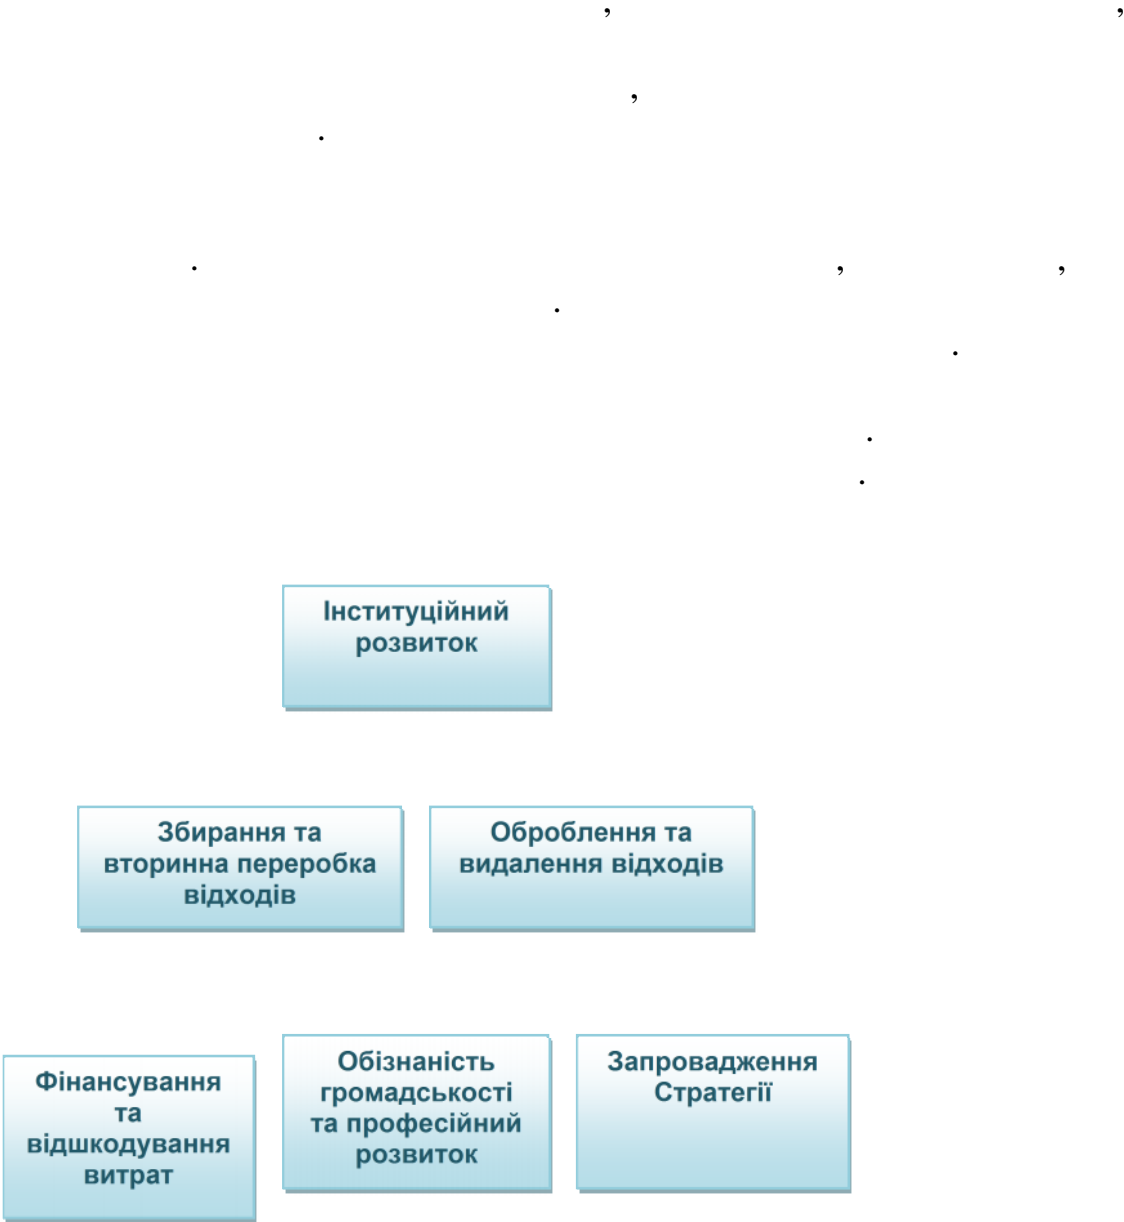 Інституційний
розвиток
Збирання та
вторинна переробка
відходів
Оброблення та
видалення відходів
Фінансування
та
відшкодування
витрат
Обізнаність
громадськості
та професійний
розвиток
Запровадження
Стратегії